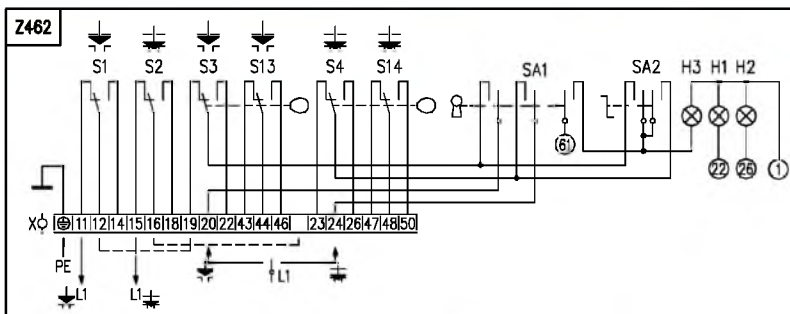 Z462
S1 S2 S3 S13 S4 S14 SA1 SA2 H3 H1 H2
61 22 26 1
X 11 12 14 15 16 18 19 20 22 43 44 46 23 24 26 47 48 50
PE L1 L1 L1